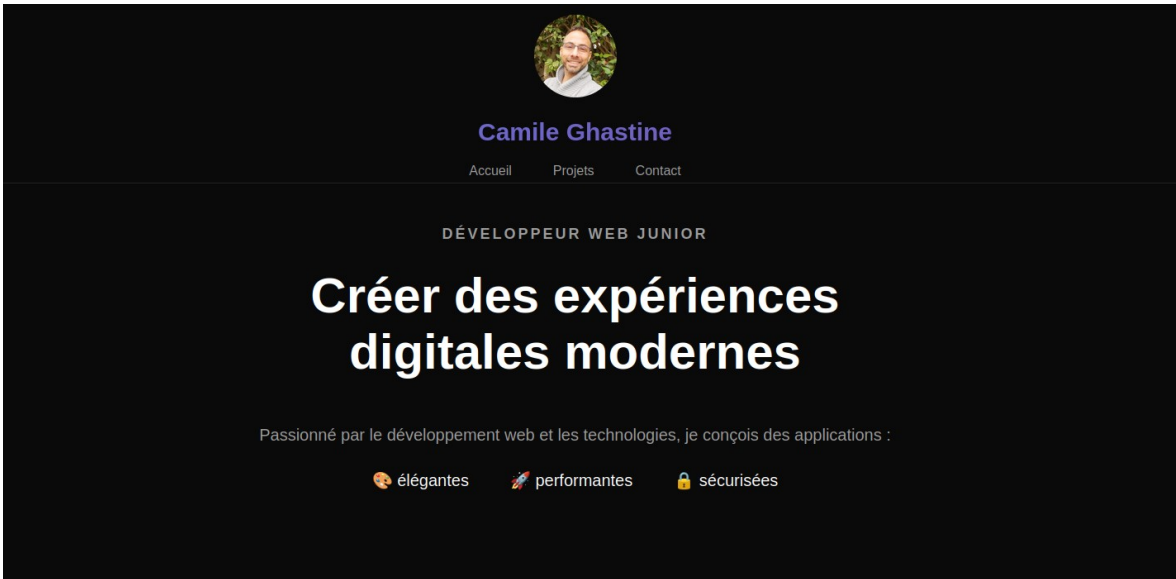 Camile Ghastine
Accueil Projets Contact
DÉVELOPPEUR WEB JUNIOR
Créer des expériences
digitales modernes
Passionné par le développement web et les technologies, je conçois des applications :
🎨 élégantes 🚀 performantes 🔒 sécurisées